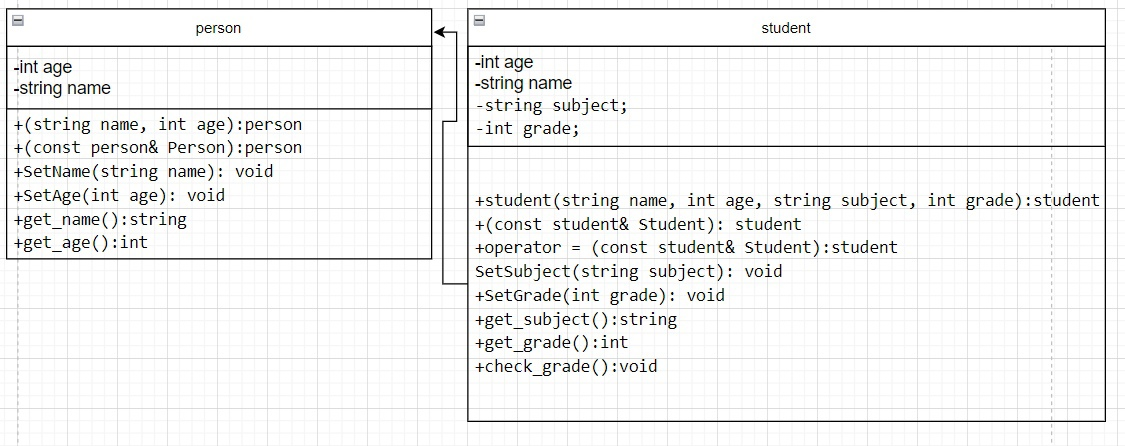 person
-int age
-string name
+(string name, int age):person
+(const person& Person):person
+SetName(string name): void
+SetAge(int age): void
+get_name():string
+get_age():int
student
-int age
-string name
-string subject;
-int grade;
+student(string name, int age, string subject, int grade):student
+(const student& Student): student
+operator = (const student& Student):student
SetSubject(string subject): void
+SetGrade(int grade): void
+get_subject():string
+get_grade():int
+check_grade():void